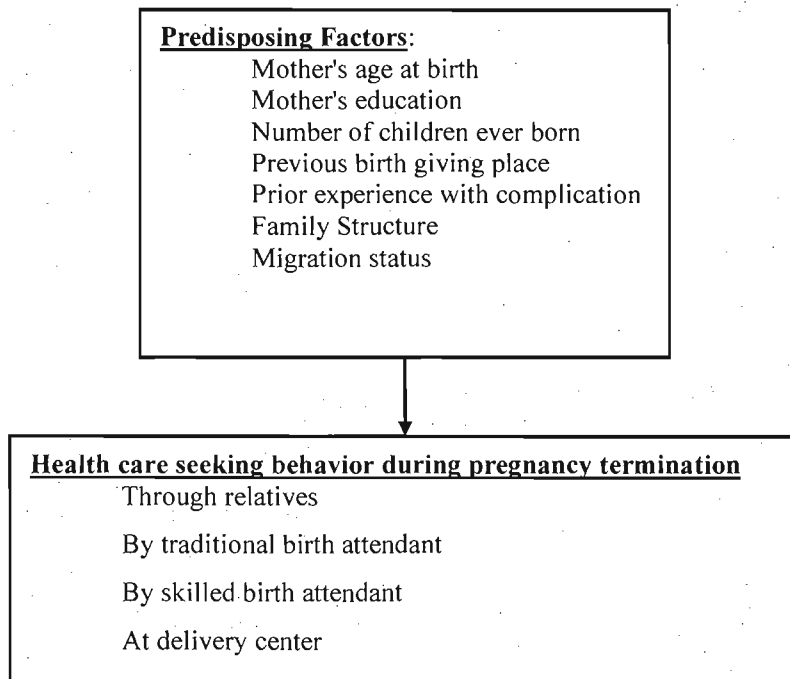 Predisposing Factors:
Mother's age at birth
Mother's education
Number of children ever born
Previous birth giving place
Prior experience with complication
Family Structure
Migration status
Health care seeking behavior during pregnancy termination
Through relatives
By traditional birth attendant
By skilled birth attendant
At delivery center